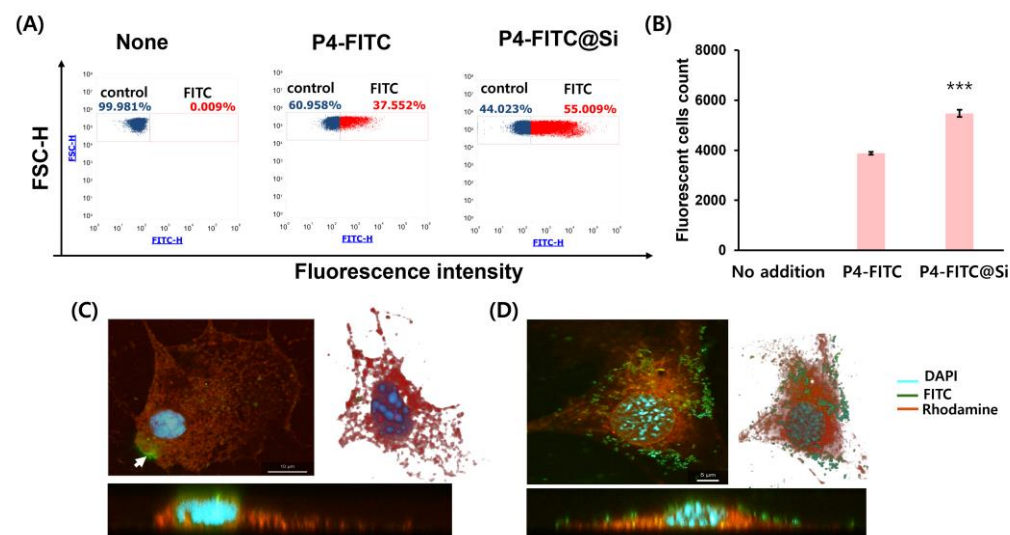 (A)
None
P4-FITC
P4-FITC@Si
control FITC
99.981% 0.009%
control FITC
60.958% 37.552%
control FITC
44.023% 55.009%
FSC-H
FSC-H
FITC-H
FITC-H
FITC-H
Fluorescence intensity
(B)
Fluorescent cells count
8000
6000
4000
2000
0
***
No addition P4-FITC P4-FITC@Si
(C)
10 μm
(D)
5 μm
DAPI
FITC
Rhodamine